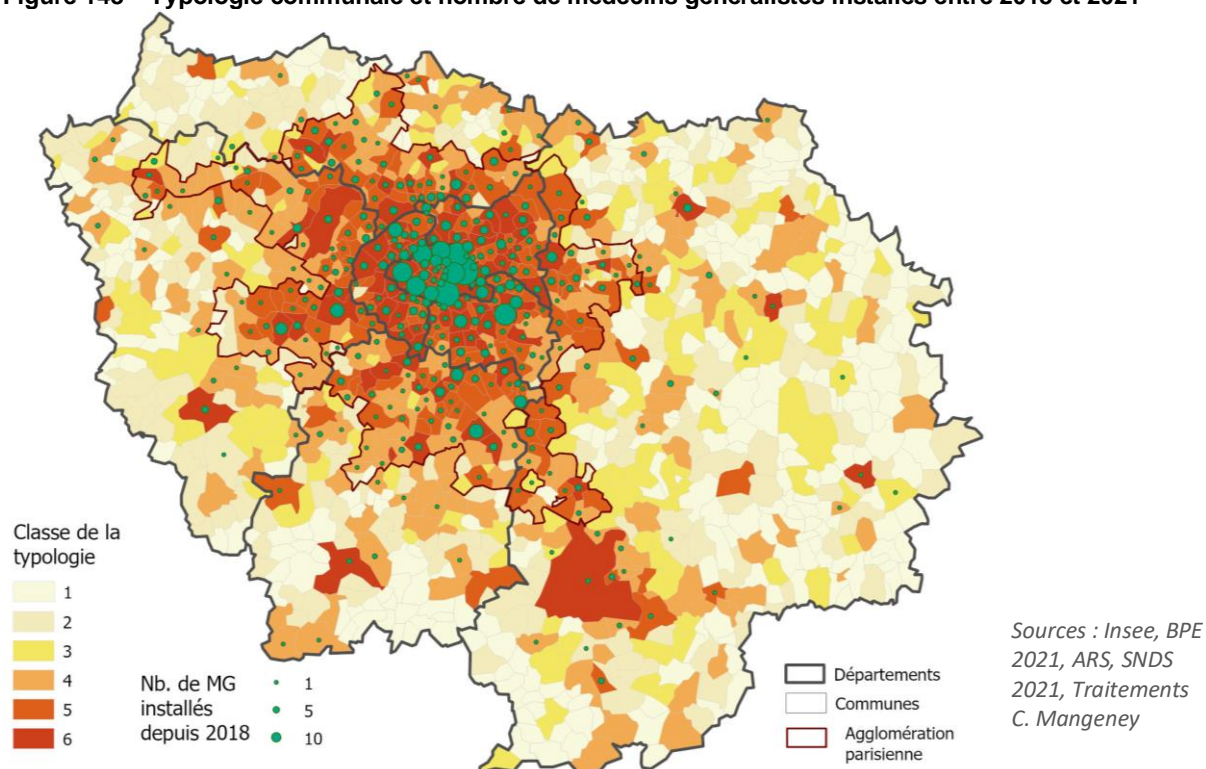 Figure – Typologie communale et nombre de médecins généralistes installés entre 2018 et 2021
Classe de la
typologie
1
2
3
4
5
6
Nb. de MG
installés
depuis 2018
1
5
10
Départements
Communes
Agglomération
parisienne
Sources : Insee, BPE
2021, ARS, SNDS
2021, Traitements
C. Mangeney